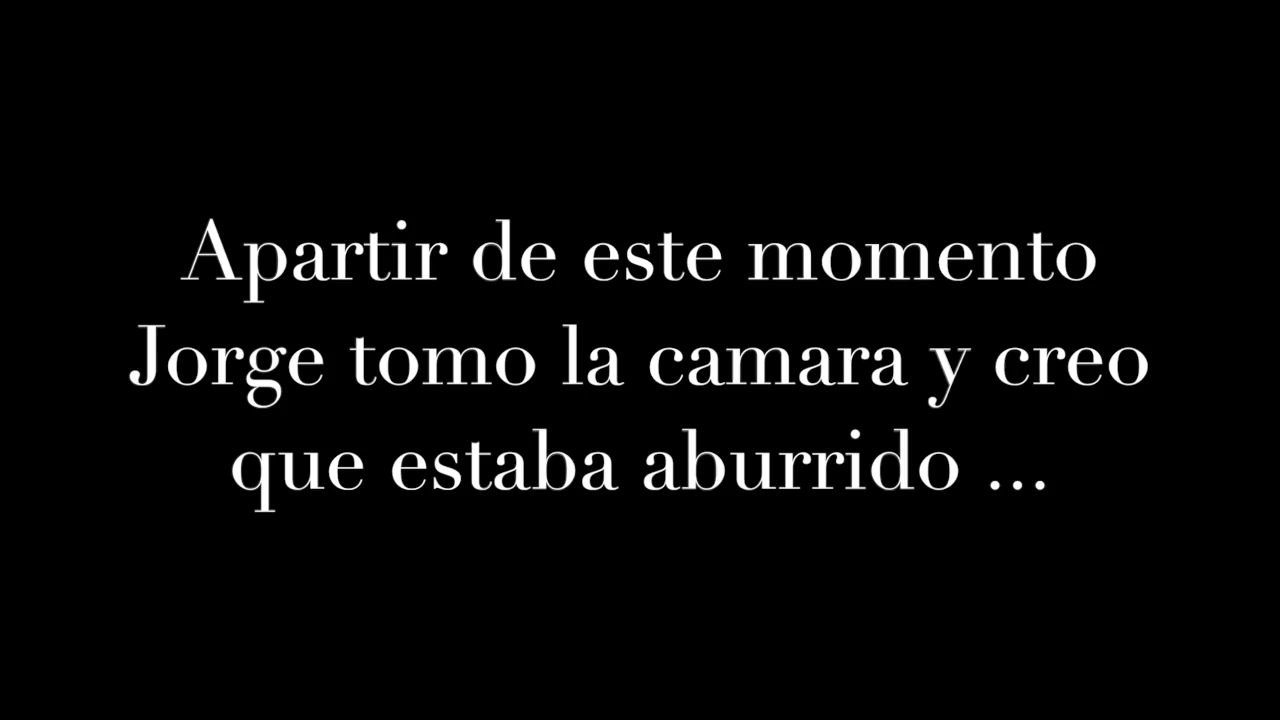 Apartir de este momento
Jorge tomo la camara y creo
que estaba aburrido ...